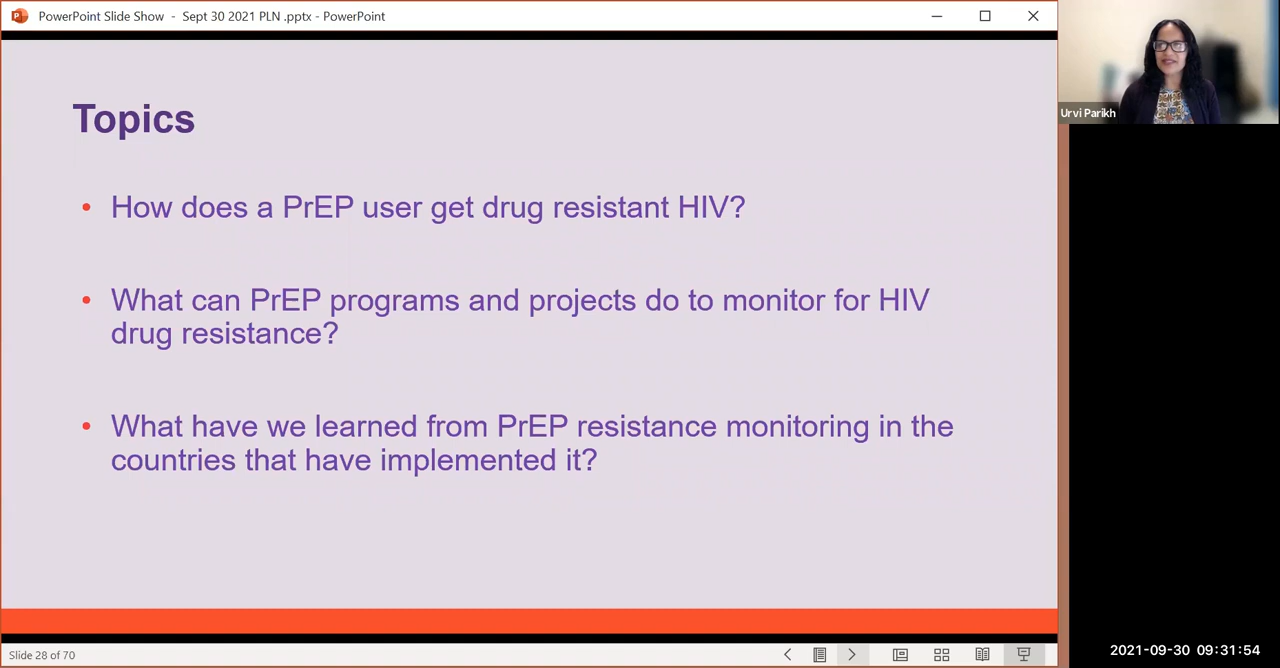 PowerPoint Slide Show - Sept 30 2021 PLN .pptx - PowerPoint
Urvi Parikh
Topics
• How does a PrEP user get drug resistant HIV?
• What can PrEP programs and projects do to monitor for HIV
drug resistance?
• What have we learned from PrEP resistance monitoring in the
countries that have implemented it?
Slide 28 of 70
2021-09-30 09:31:54